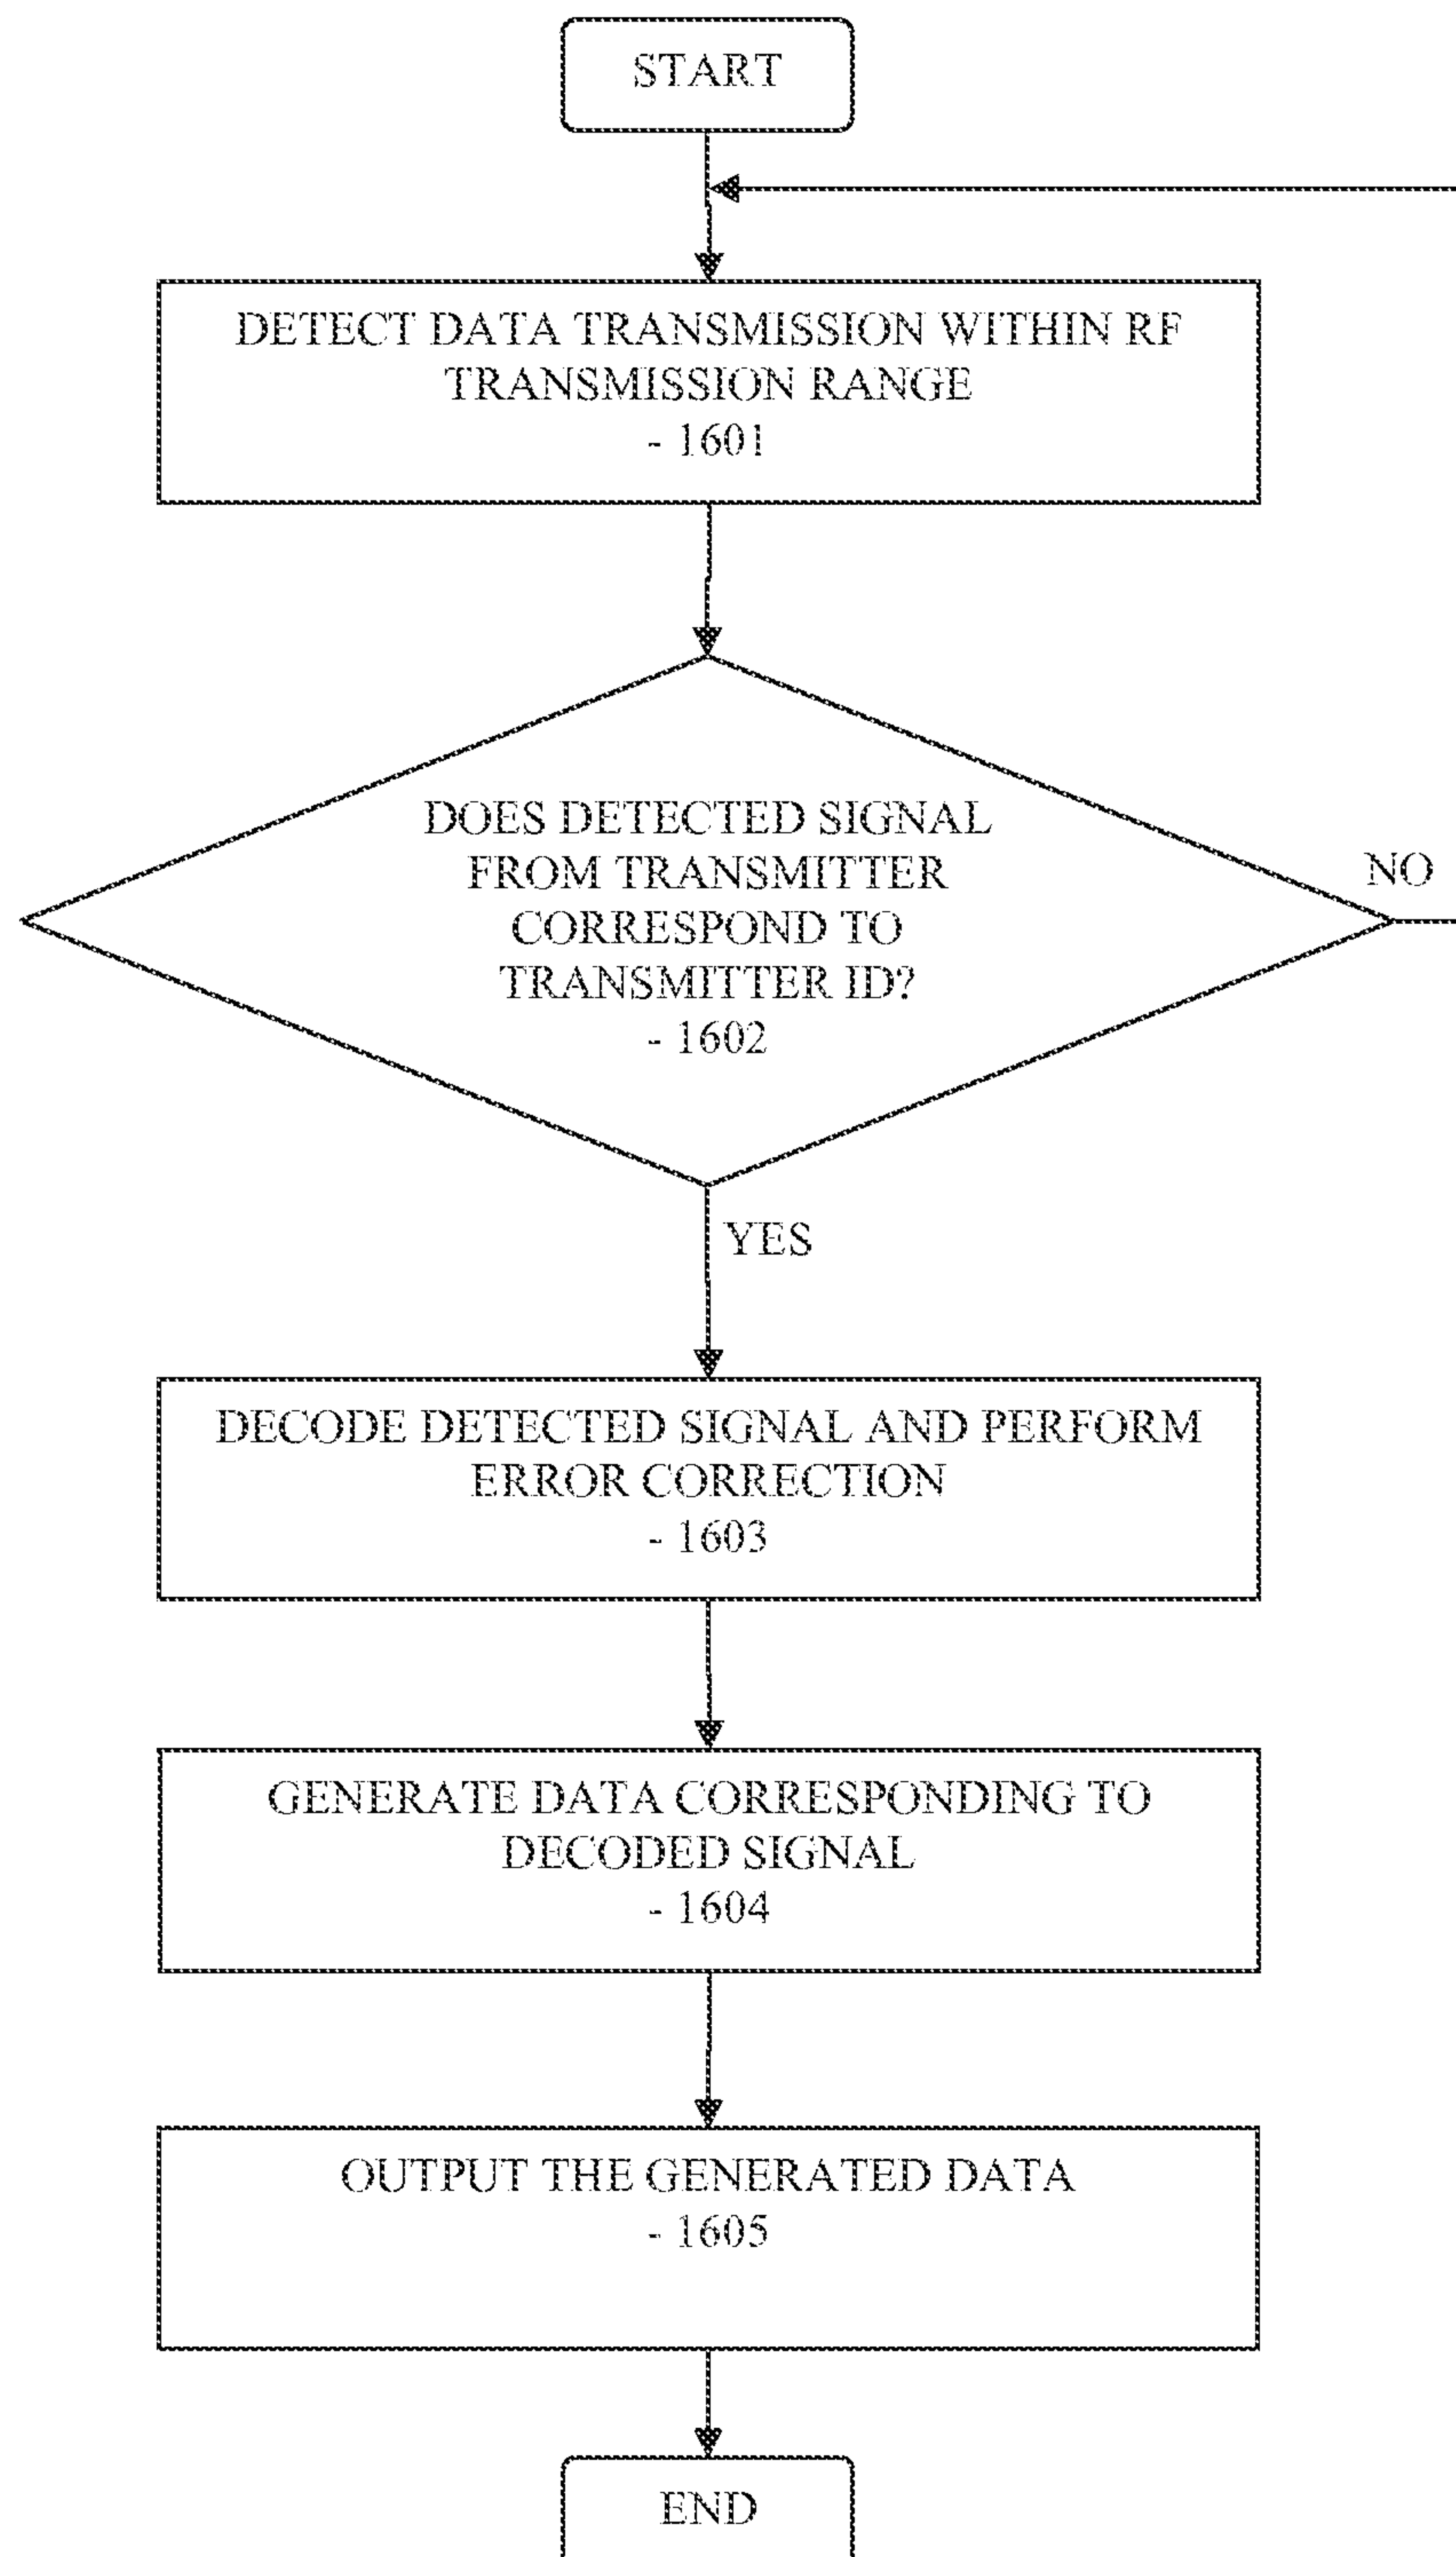 START
DETECT DATA TRANSMISSION WITHIN RF
TRANSMISSION RANGE
- 1601
DOES DETECTED SIGNAL
FROM TRANSMITTER
CORRESPOND TO
TRANSMITTER ID?
- 1602
NO
YES
DECODE DETECTED SIGNAL AND PERFORM
ERROR CORRECTION
- 1603
GENERATE DATA CORRESPONDING TO
DECODED SIGNAL
- 1604
OUTPUT THE GENERATED DATA
- 1605
END